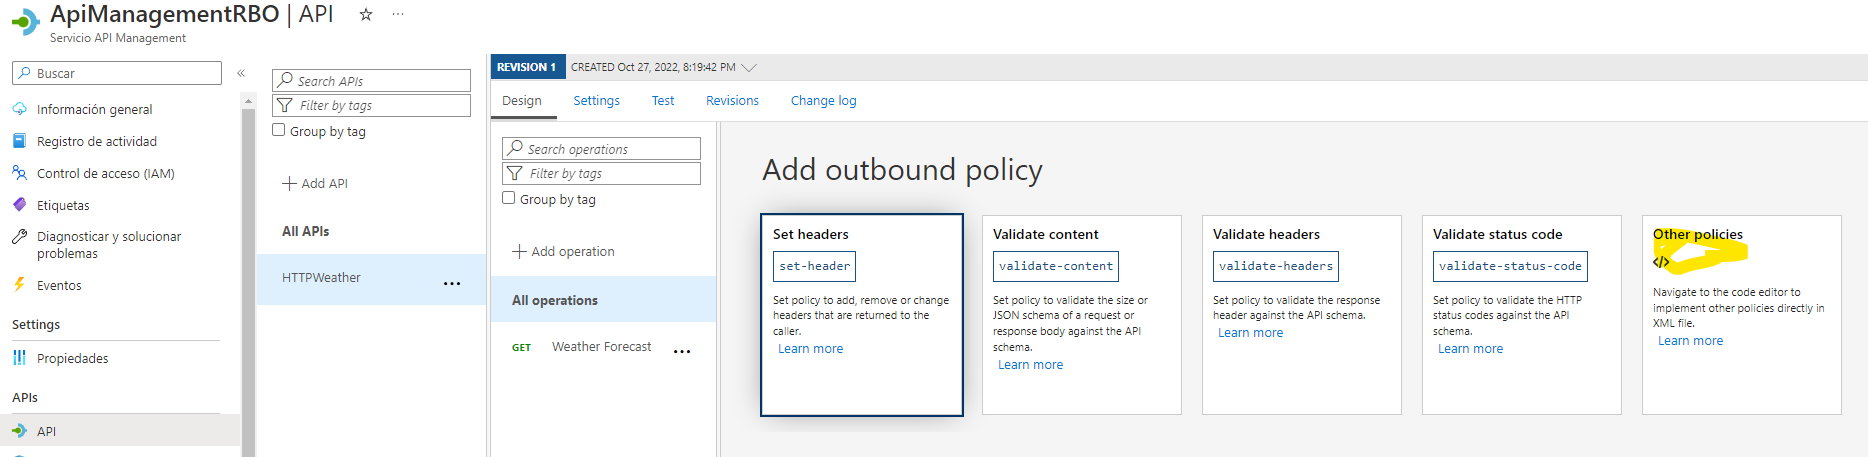 ApiManagementRBO | API
Servicio API Management
Buscar
Información general
Registro de actividad
Control de acceso (IAM)
Etiquetas
Diagnosticar y solucionar
problemas
Eventos
Settings
Propiedades
APIs
API
Search APIs
Filter by tags
Group by tag
Add API
All APIs
HTTPWeather
REVISION 1 CREATED Oct 27, 2022, 8:19:42 PM
Design Settings Test Revisions Change log
Search operations
Filter by tags
Group by tag
Add operation
All operations
GET Weather Forecast
Add outbound policy
Set headers
set-header
Set policy to add, remove or change
headers that are returned to the
caller.
Learn more
Validate content
validate-content
Set policy to validate the size or
JSON schema of a request or
response body against the API
schema.
Learn more
Validate headers
validate-headers
Set policy to validate the response
header against the API schema.
Learn more
Validate status code
validate-status-code
Set policy to validate the HTTP
status codes against the API
schema.
Learn more
Other policies
</>
Navigate to the code editor to
implement other policies directly in
XML file.
Learn more